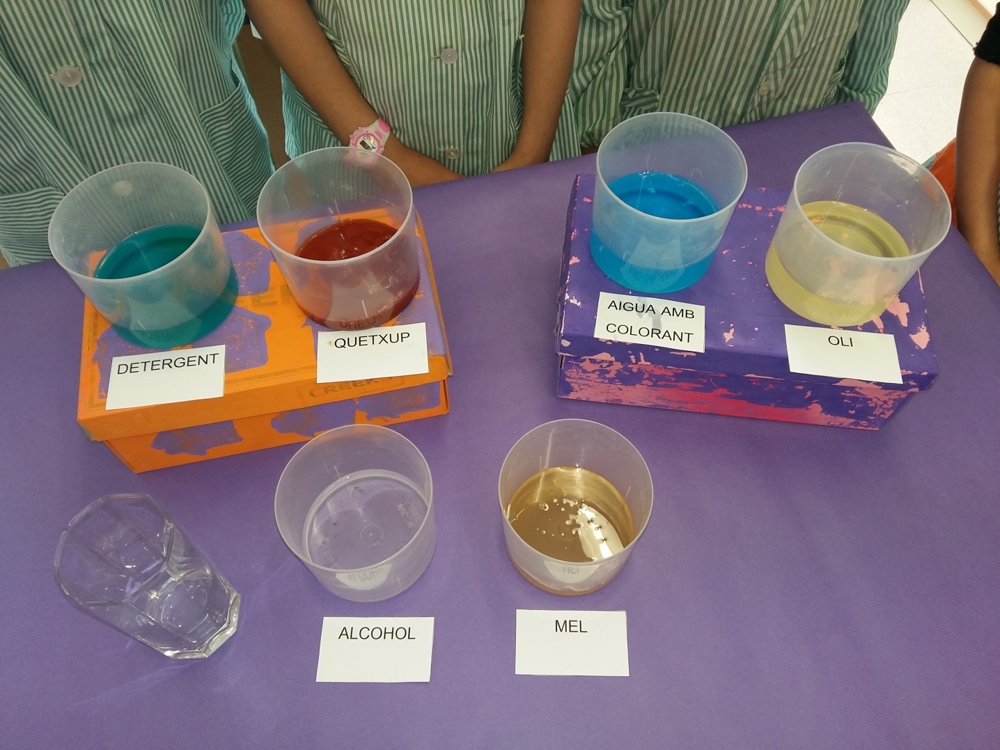 DETERGENT
QUETXUP
AIGUA AMB
COLORANT
OLI
ALCOHOL
MEL